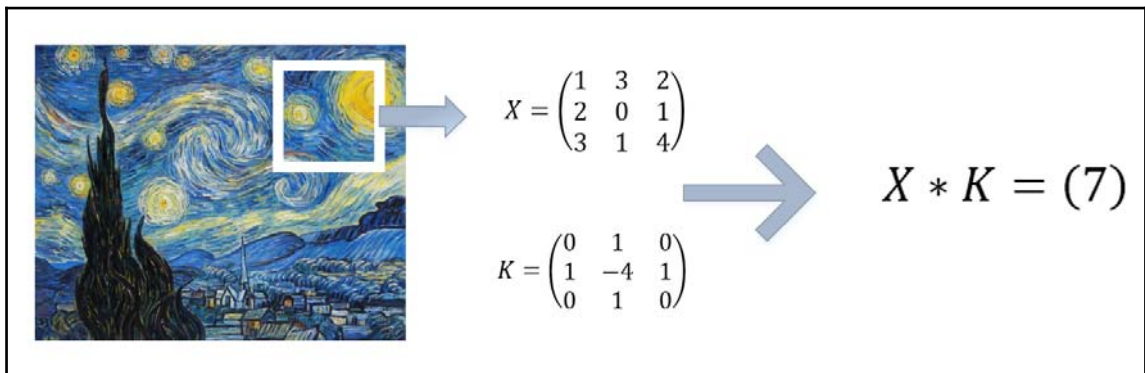 X = (1 3 2
2 0 1
3 1 4)
K = (0 1 0
1 −4 1
0 1 0)
X ∗ K = (7)